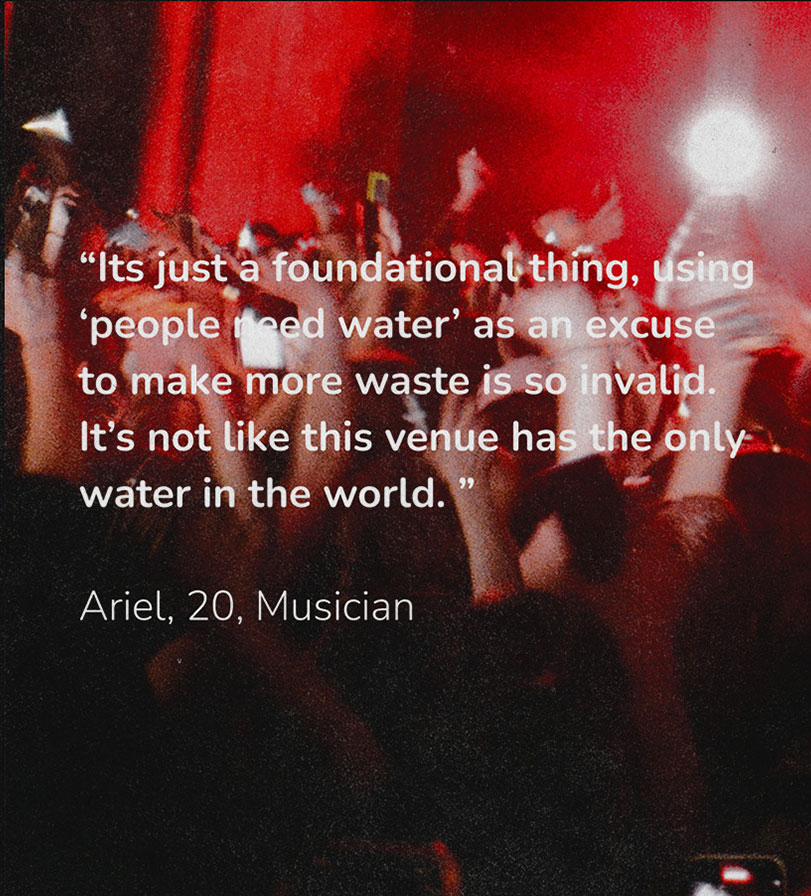 “Its just a foundational thing, using
‘people need water’ as an excuse
to make more waste is so invalid.
It’s not like this venue has the only
water in the world. ”
Ariel, 20, Musician